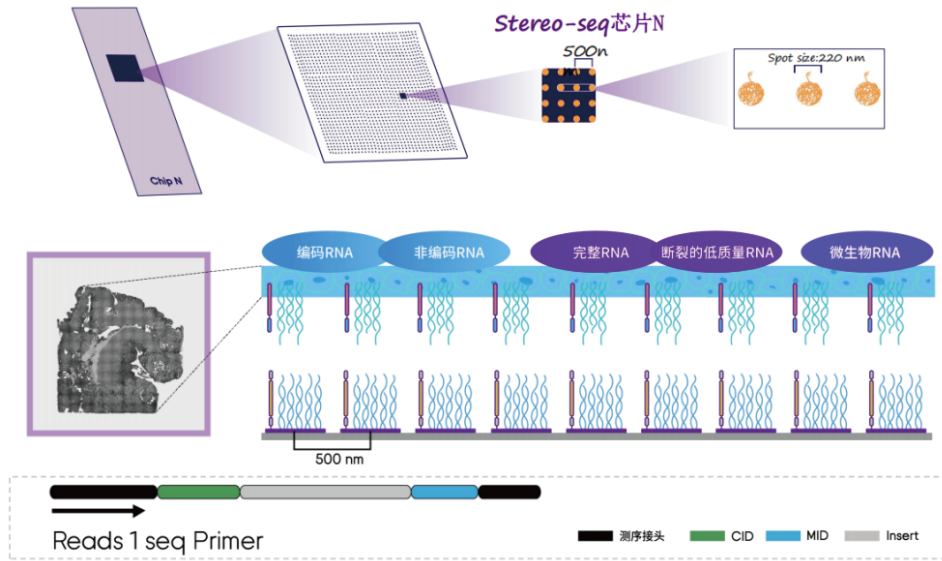 Stereo-seq芯片N
500n
Spot size:220 nm
Chip N
编码RNA
非编码RNA
完整RNA
断裂的低质量RNA
微生物RNA
500 nm
Reads 1 seq Primer
测序接头
CID
MID
Insert